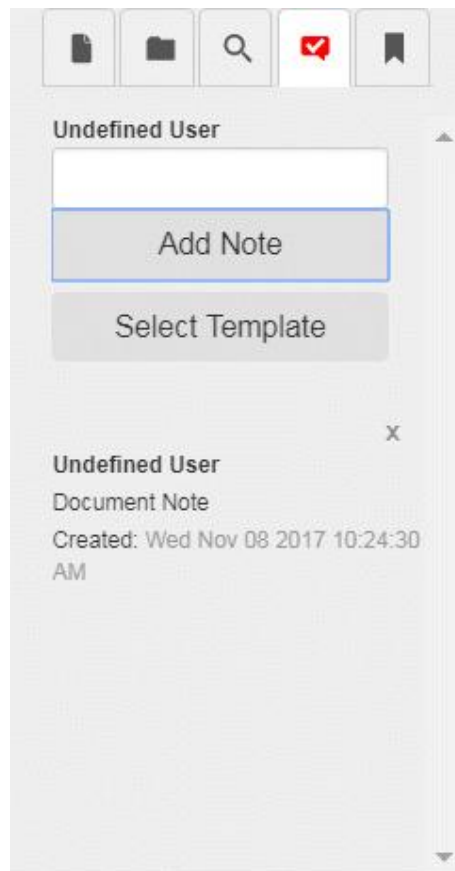 Undefined User
Add Note
Select Template
x
Undefined User
Document Note
Created: Wed Nov 08 2017 10:24:30
AM